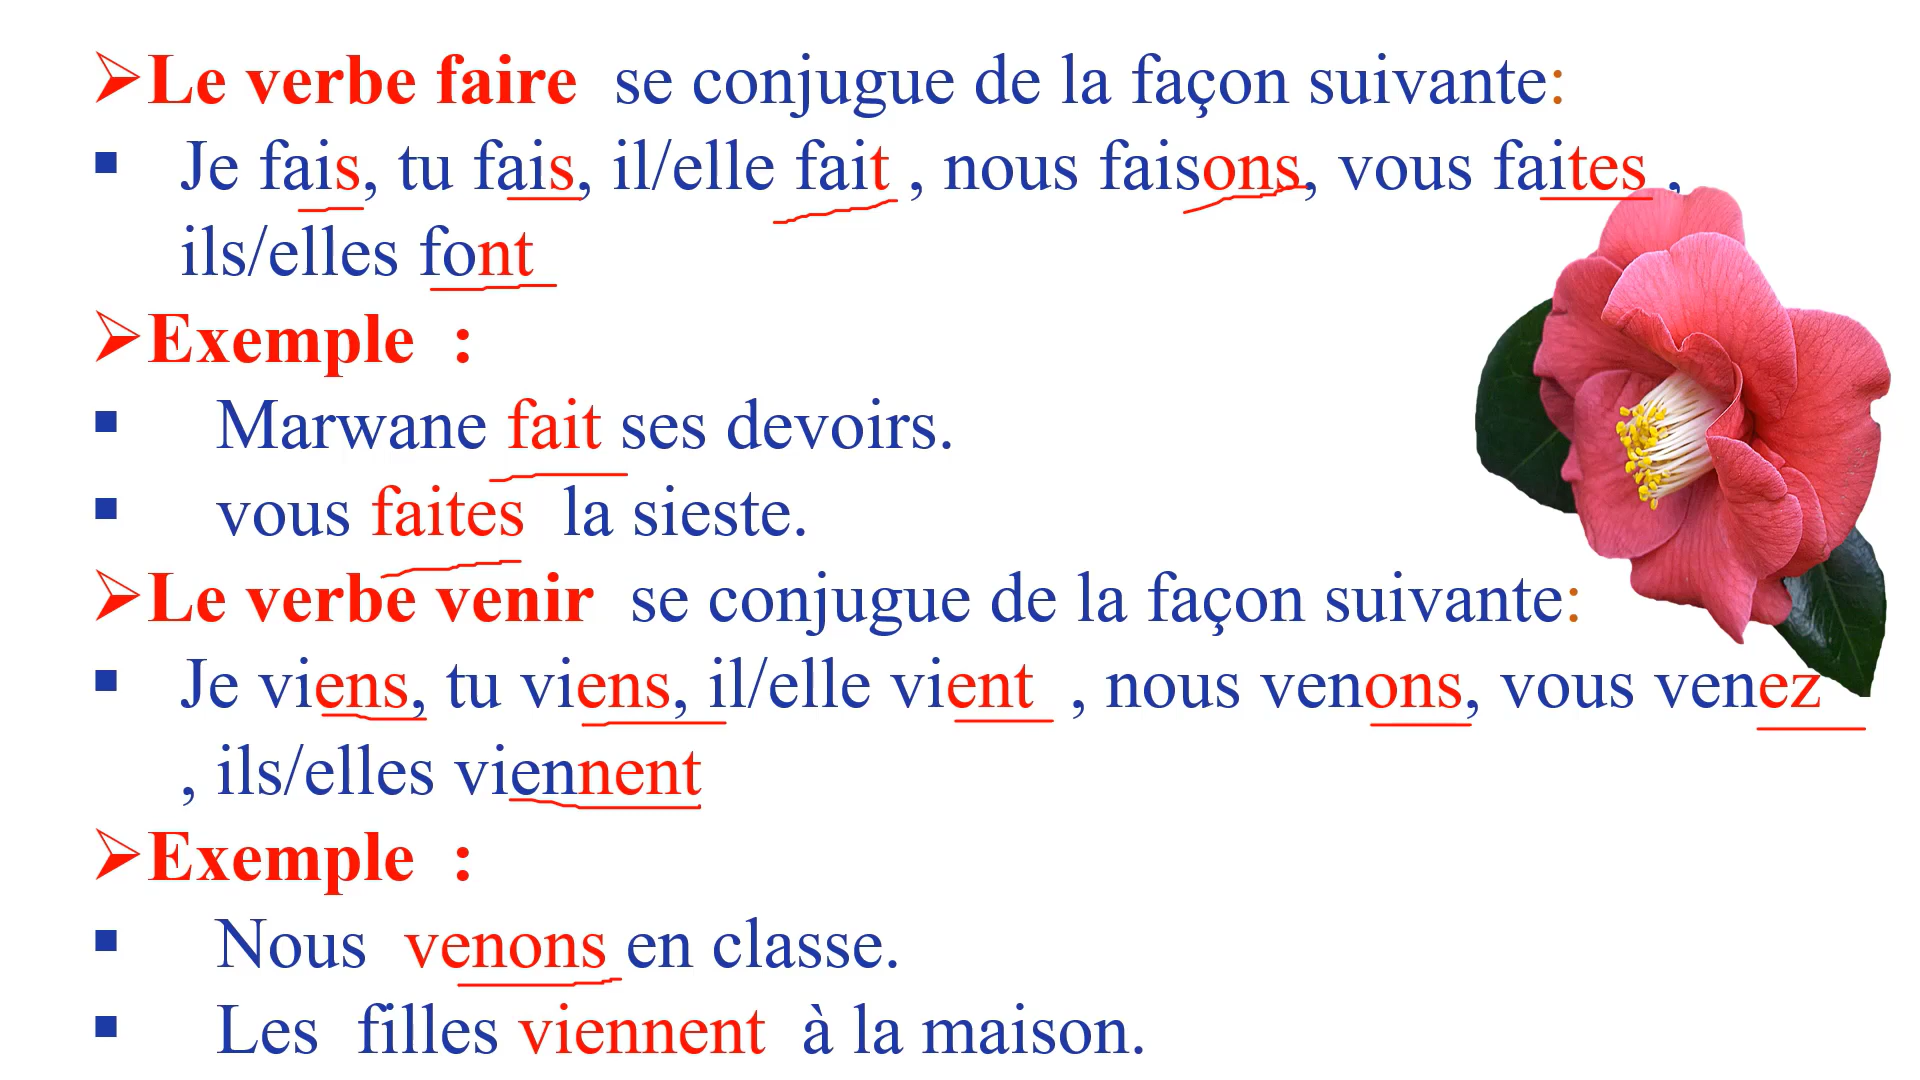 ➢Le verbe faire se conjugue de la façon suivante:
▪ Je fais, tu fais, il/elle fait , nous faisons, vous faites ,
ils/elles font
➢Exemple :
▪ Marwane fait ses devoirs.
▪ vous faites la sieste.
➢Le verbe venir se conjugue de la façon suivante:
▪ Je viens, tu viens, il/elle vient , nous venons, vous venez
, ils/elles viennent
➢Exemple :
▪ Nous venons en classe.
▪ Les filles viennent à la maison.